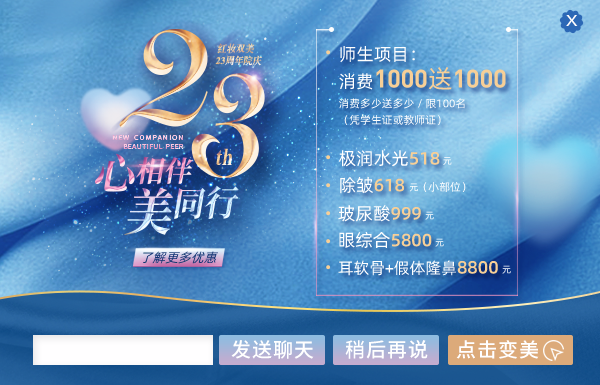 X
23th
百妆双美
23周年院庆
NEW COMPANION
BEAUTIFUL PEER
心相伴
美同行
了解更多优惠
师生项目：
消费1000送1000
消费多少送多少 / 限100名
（凭学生证或教师证）
极润水光518元
除皱618元（小部位）
玻尿酸999元
眼综合5800元
耳软骨+假体隆鼻8800元
发送聊天
稍后再说
点击变美